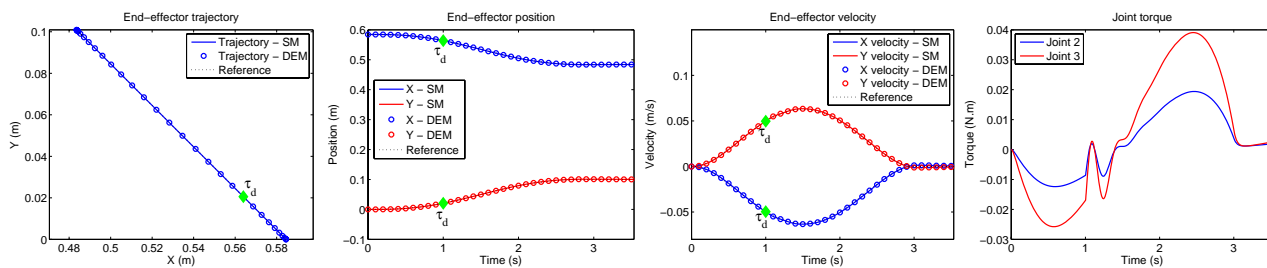 End-effector trajectory
0.1
0.08
0.06
0.04
0.02
0
Y (m)
Trajectory − SM
Trajectory − DEM
Reference
τd
0.48 0.5 0.52 0.54 0.56 0.58
X (m)
End-effector position
0.6
0.5
0.4
0.3
0.2
0.1
0
−0.1
Position (m)
τd
X − SM
Y − SM
X − DEM
Y − DEM
Reference
τd
0 1 2 3
Time (s)
End-effector velocity
0.1
0.05
0
−0.05
Velocity (m/s)
X velocity − SM
Y velocity − SM
X velocity − DEM
Y velocity − DEM
Reference
τd
τd
0 1 2 3
Time (s)
Joint torque
0.04
0.03
0.02
0.01
0
−0.01
−0.02
−0.03
Torque (N.m)
Joint 2
Joint 3
0 1 2 3
Time (s)